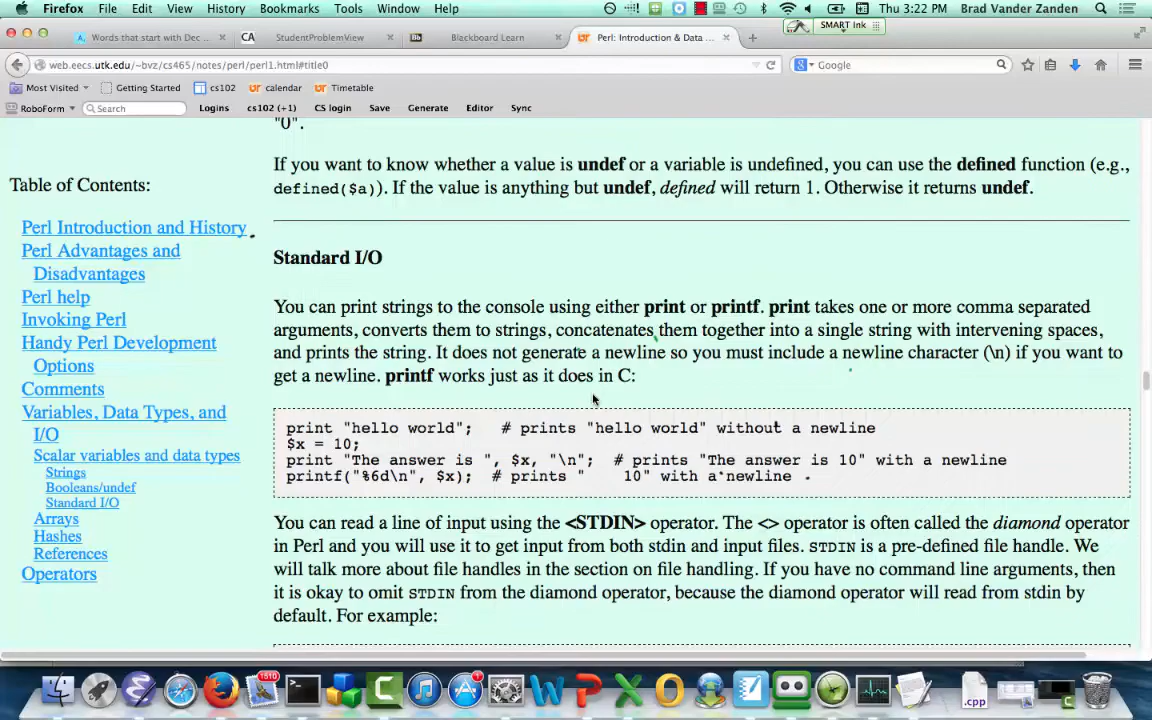 Firefox File Edit View History Bookmarks Tools Window Help Thu 3:22 PM Brad Vander Zanden
SMART Ink
Words that start with Dec ... CA StudentProblemView Bb Blackboard Learn Perl: Introduction & Data ...
web.eecs.utk.edu/~bvz/cs465/notes/perl/perl1.html#title0 Google
Most Visited Getting Started cs102 calendar Timetable
RoboForm Search Logins cs102 (+1) CS login Save Generate Editor Sync
"0".
If you want to know whether a value is undef or a variable is undefined, you can use the defined function (e.g.,
defined($a)). If the value is anything but undef, defined will return 1. Otherwise it returns undef.
Table of Contents:
Perl Introduction and History
Perl Advantages and
Disadvantages
Perl help
Invoking Perl
Handy Perl Development
Options
Comments
Variables, Data Types, and
I/O
Scalar variables and data types
Strings
Booleans/undef
Standard I/O
Arrays
Hashes
References
Operators
Standard I/O
You can print strings to the console using either print or printf. print takes one or more comma separated
arguments, converts them to strings, concatenates them together into a single string with intervening spaces,
and prints the string. It does not generate a newline so you must include a newline character (\n) if you want to
get a newline. printf works just as it does in C:
print "hello world"; # prints "hello world" without a newline
$x = 10;
print "The answer is ", $x, "\n"; # prints "The answer is 10" with a newline
printf("%6d\n", $x); # prints "    10" with a newline
You can read a line of input using the <STDIN> operator. The <> operator is often called the diamond operator
in Perl and you will use it to get input from both stdin and input files. STDIN is a pre-defined file handle. We
will talk more about file handles in the section on file handling. If you have no command line arguments, then
it is okay to omit STDIN from the diamond operator, because the diamond operator will read from stdin by
default. For example:
1510
.cpp